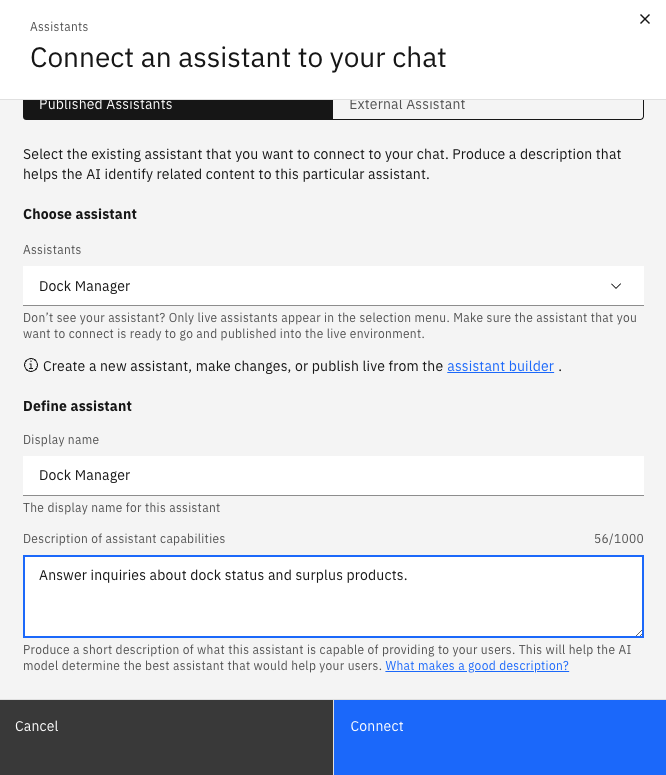 Assistants
Connect an assistant to your chat
Published Assistants
External Assistant
Select the existing assistant that you want to connect to your chat. Produce a description that
helps the AI identify related content to this particular assistant.
Choose assistant
Assistants
Dock Manager
Don’t see your assistant? Only live assistants appear in the selection menu. Make sure the assistant that you
want to connect is ready to go and published into the live environment.
Create a new assistant, make changes, or publish live from the assistant builder .
Define assistant
Display name
Dock Manager
The display name for this assistant
Description of assistant capabilities 56/1000
Answer inquiries about dock status and surplus products.
Produce a short description of what this assistant is capable of providing to your users. This will help the AI
model determine the best assistant that would help your users. What makes a good description?
Cancel
Connect